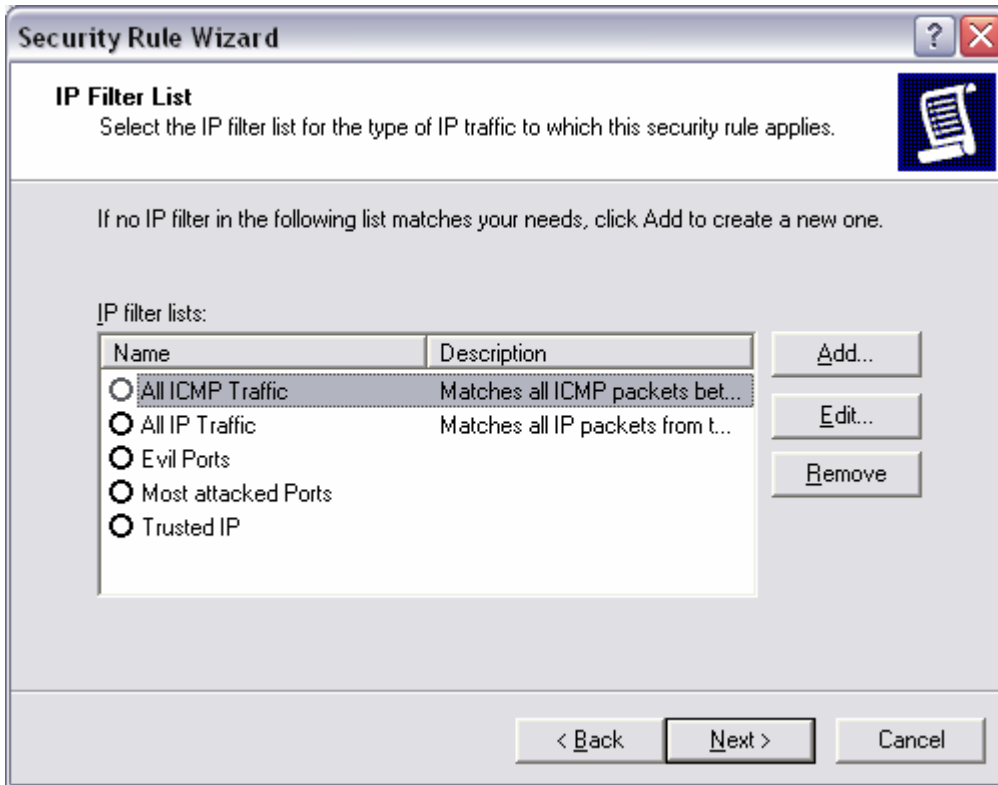 Security Rule Wizard
?
IP Filter List
Select the IP filter list for the type of IP traffic to which this security rule applies.
If no IP filter in the following list matches your needs, click Add to create a new one.
IP filter lists:
Name Description
All ICMP Traffic Matches all ICMP packets bet...
All IP Traffic Matches all IP packets from t...
Evil Ports
Most attacked Ports
Trusted IP
Add...
Edit...
Remove
< Back Next > Cancel